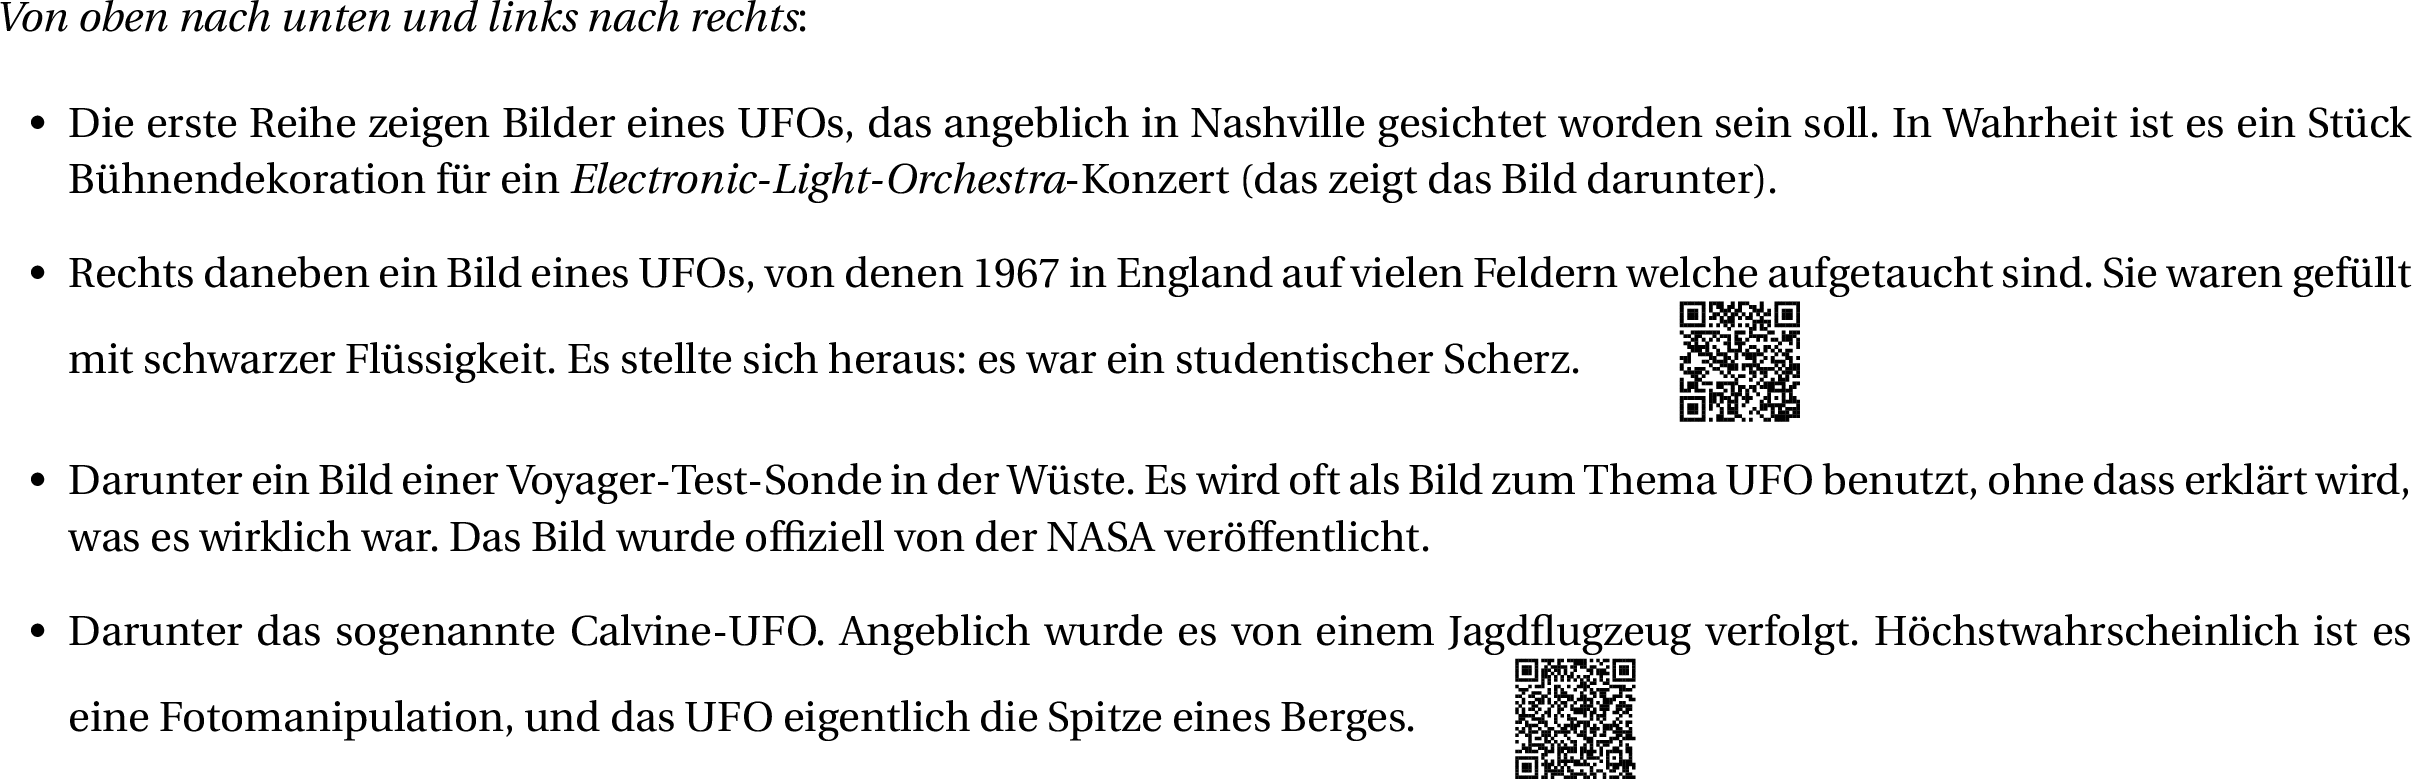 Von oben nach unten und links nach rechts:
• Die erste Reihe zeigen Bilder eines UFOs, das angeblich in Nashville gesichtet worden sein soll. In Wahrheit ist es ein Stück
Bühnendekoration für ein Electronic-Light-Orchestra-Konzert (das zeigt das Bild darunter).
• Rechts daneben ein Bild eines UFOs, von denen 1967 in England auf vielen Feldern welche aufgetaucht sind. Sie waren gefüllt
mit schwarzer Flüssigkeit. Es stellte sich heraus: es war ein studentischer Scherz.
• Darunter ein Bild einer Voyager-Test-Sonde in der Wüste. Es wird oft als Bild zum Thema UFO benutzt, ohne dass erklärt wird,
was es wirklich war. Das Bild wurde offiziell von der NASA veröffentlicht.
• Darunter das sogenannte Calvine-UFO. Angeblich wurde es von einem Jagdflugzeug verfolgt. Höchstwahrscheinlich ist es
eine Fotomanipulation, und das UFO eigentlich die Spitze eines Berges.